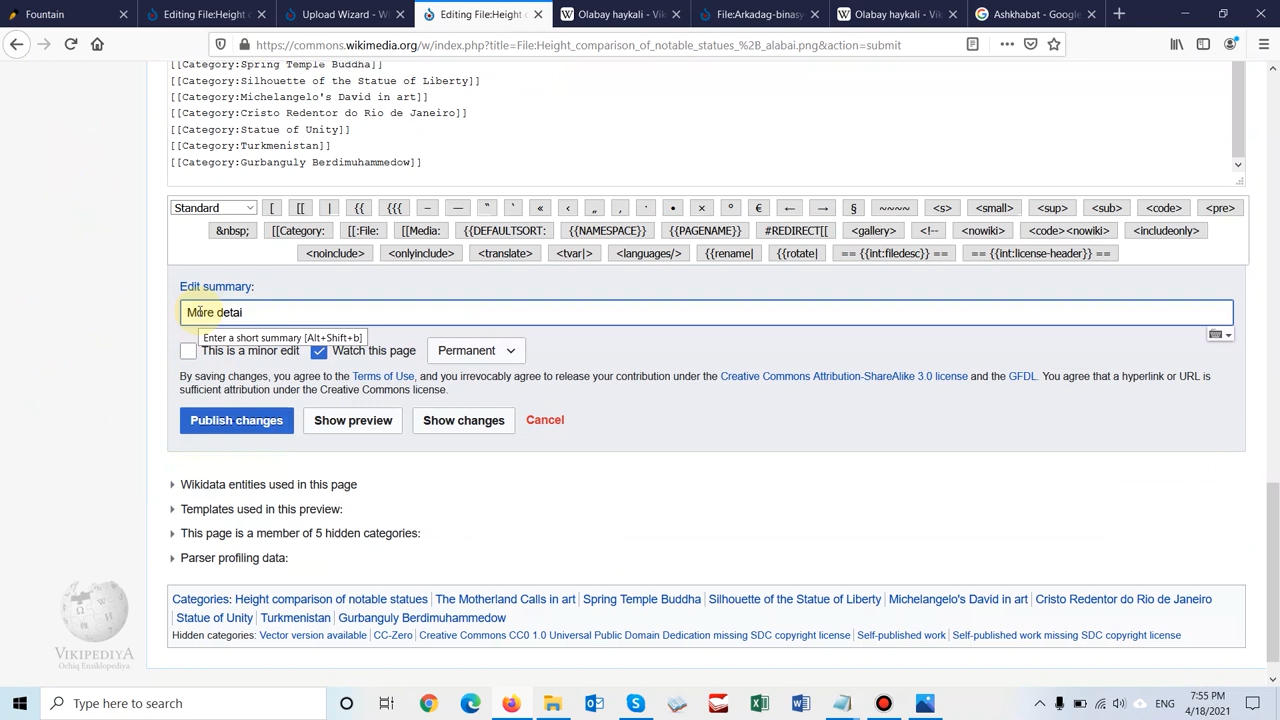 Fountain
Editing File:Height c
Upload Wizard - Wi
Editing File:Height c
Olabay haykali - Viki
File:Arkadag-binasy
Olabay haykali - Viki
Ashkhabat - Google
https://commons.wikimedia.org/w/index.php?title=File:Height_comparison_of_notable_statues_%2B_alabai.png&action=submit
[[Category:Spring Temple Buddha]]
[[Category:Silhouette of the Statue of Liberty]]
[[Category:Michelangelo's David in art]]
[[Category:Cristo Redentor do Rio de Janeiro]]
[[Category:Statue of Unity]]
[[Category:Turkmenistan]]
[[Category:Gurbanguly Berdimuhammedow]]
Standard [ [[ | {{ {{{ – — “ ‘ « ‹ „ ‚ · • × ° € ← → § ~~~~ <s> <small> <sup> <sub> <code> <pre>
&nbsp; [[Category: [[:File: [[Media: {{DEFAULTSORT: {{NAMESPACE}} {{PAGENAME}} #REDIRECT[[ <gallery> <!-- <nowiki> <code><nowiki> <includeonly>
<noinclude> <onlyinclude> <translate> <tvar|> <languages/> {{rename| {{rotate| == {{int:filedesc}} == == {{int:license-header}} ==
Edit summary:
More detai
Enter a short summary [Alt+Shift+b]
This is a minor edit Watch this page Permanent
By saving changes, you agree to the Terms of Use, and you irrevocably agree to release your contribution under the Creative Commons Attribution-ShareAlike 3.0 license and the GFDL. You agree that a hyperlink or URL is
sufficient attribution under the Creative Commons license.
Publish changes Show preview Show changes Cancel
Wikidata entities used in this page
Templates used in this preview:
This page is a member of 5 hidden categories:
Parser profiling data:
Categories: Height comparison of notable statues | The Motherland Calls in art | Spring Temple Buddha | Silhouette of the Statue of Liberty | Michelangelo's David in art | Cristo Redentor do Rio de Janeiro
Statue of Unity | Turkmenistan | Gurbanguly Berdimuhammedow
Hidden categories: Vector version available | CC-Zero | Creative Commons CC0 1.0 Universal Public Domain Dedication missing SDC copyright license | Self-published work | Self-published work missing SDC copyright license
VIKIPEDIYA
Ochiq Ensiklopediya
Type here to search
ENG
7:55 PM
4/18/2021